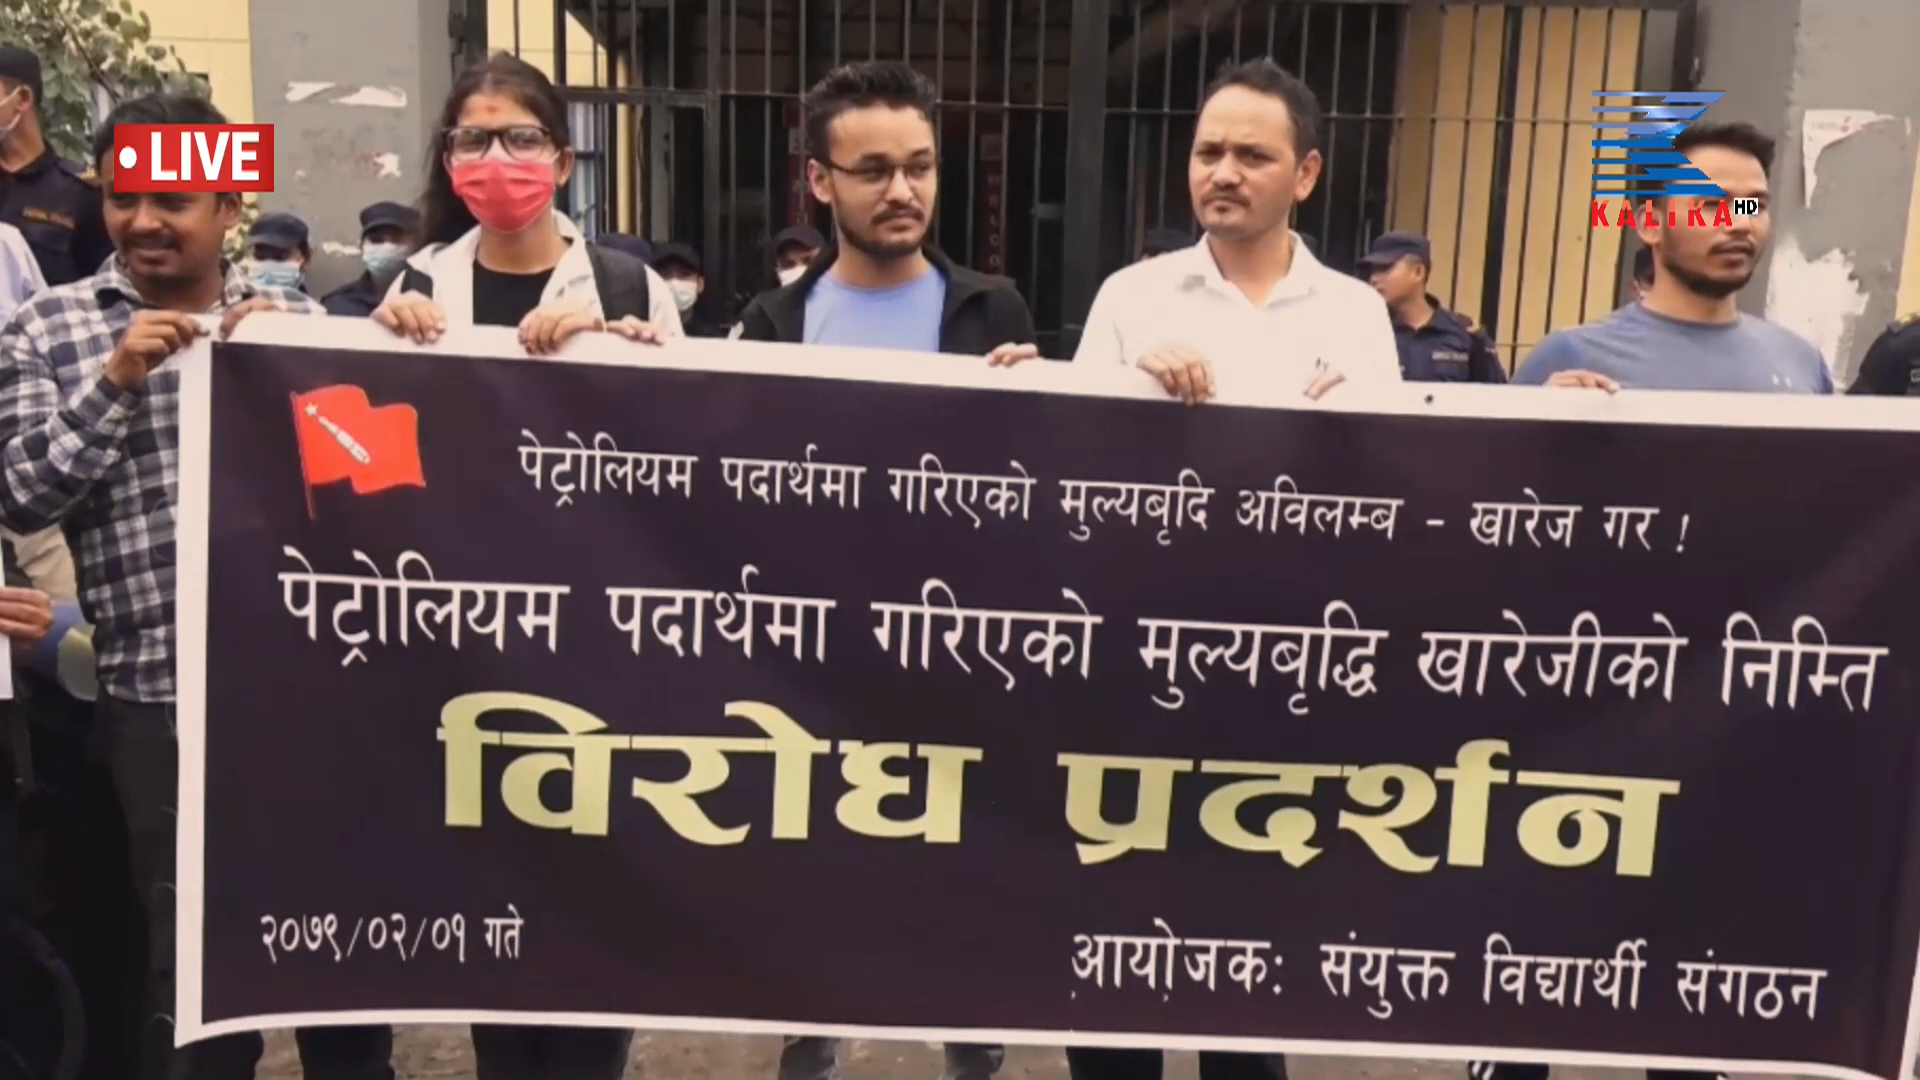 LIVE
KALIKA HD
WELCO
पेट्रोलियम पदार्थमा गरिएको मुल्यबृदि अविलम्ब - खारेज गर !
पेट्रोलियम पदार्थमा गरिएको मुल्यबृद्धि खारेजीको निम्ति
विरोध प्रदर्शन
२०७९/०२/०१ गते
आयोजक: संयुक्त विद्यार्थी संगठन